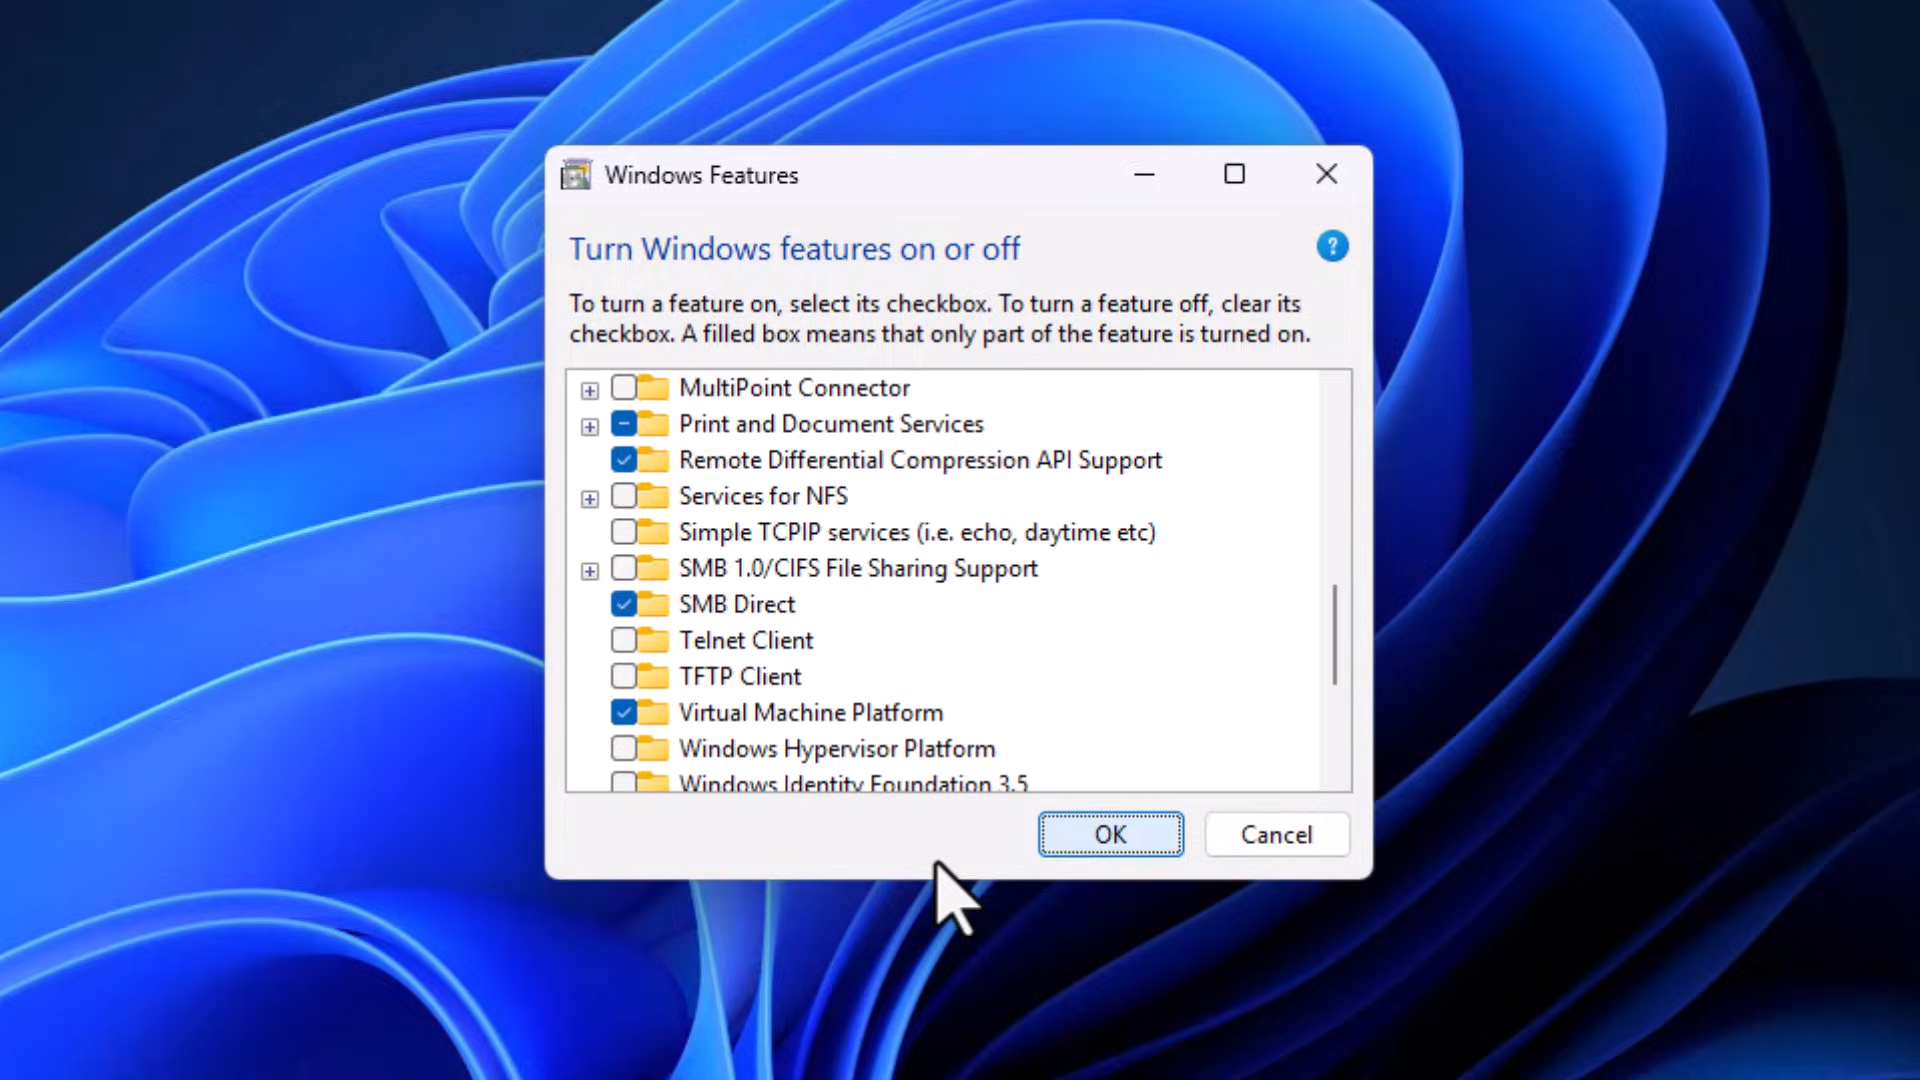 Windows Features
Turn Windows features on or off
?
To turn a feature on, select its checkbox. To turn a feature off, clear its
checkbox. A filled box means that only part of the feature is turned on.
MultiPoint Connector
Print and Document Services
Remote Differential Compression API Support
Services for NFS
Simple TCPIP services (i.e. echo, daytime etc)
SMB 1.0/CIFS File Sharing Support
SMB Direct
Telnet Client
TFTP Client
Virtual Machine Platform
Windows Hypervisor Platform
Windows Identity Foundation 3.5
OK
Cancel